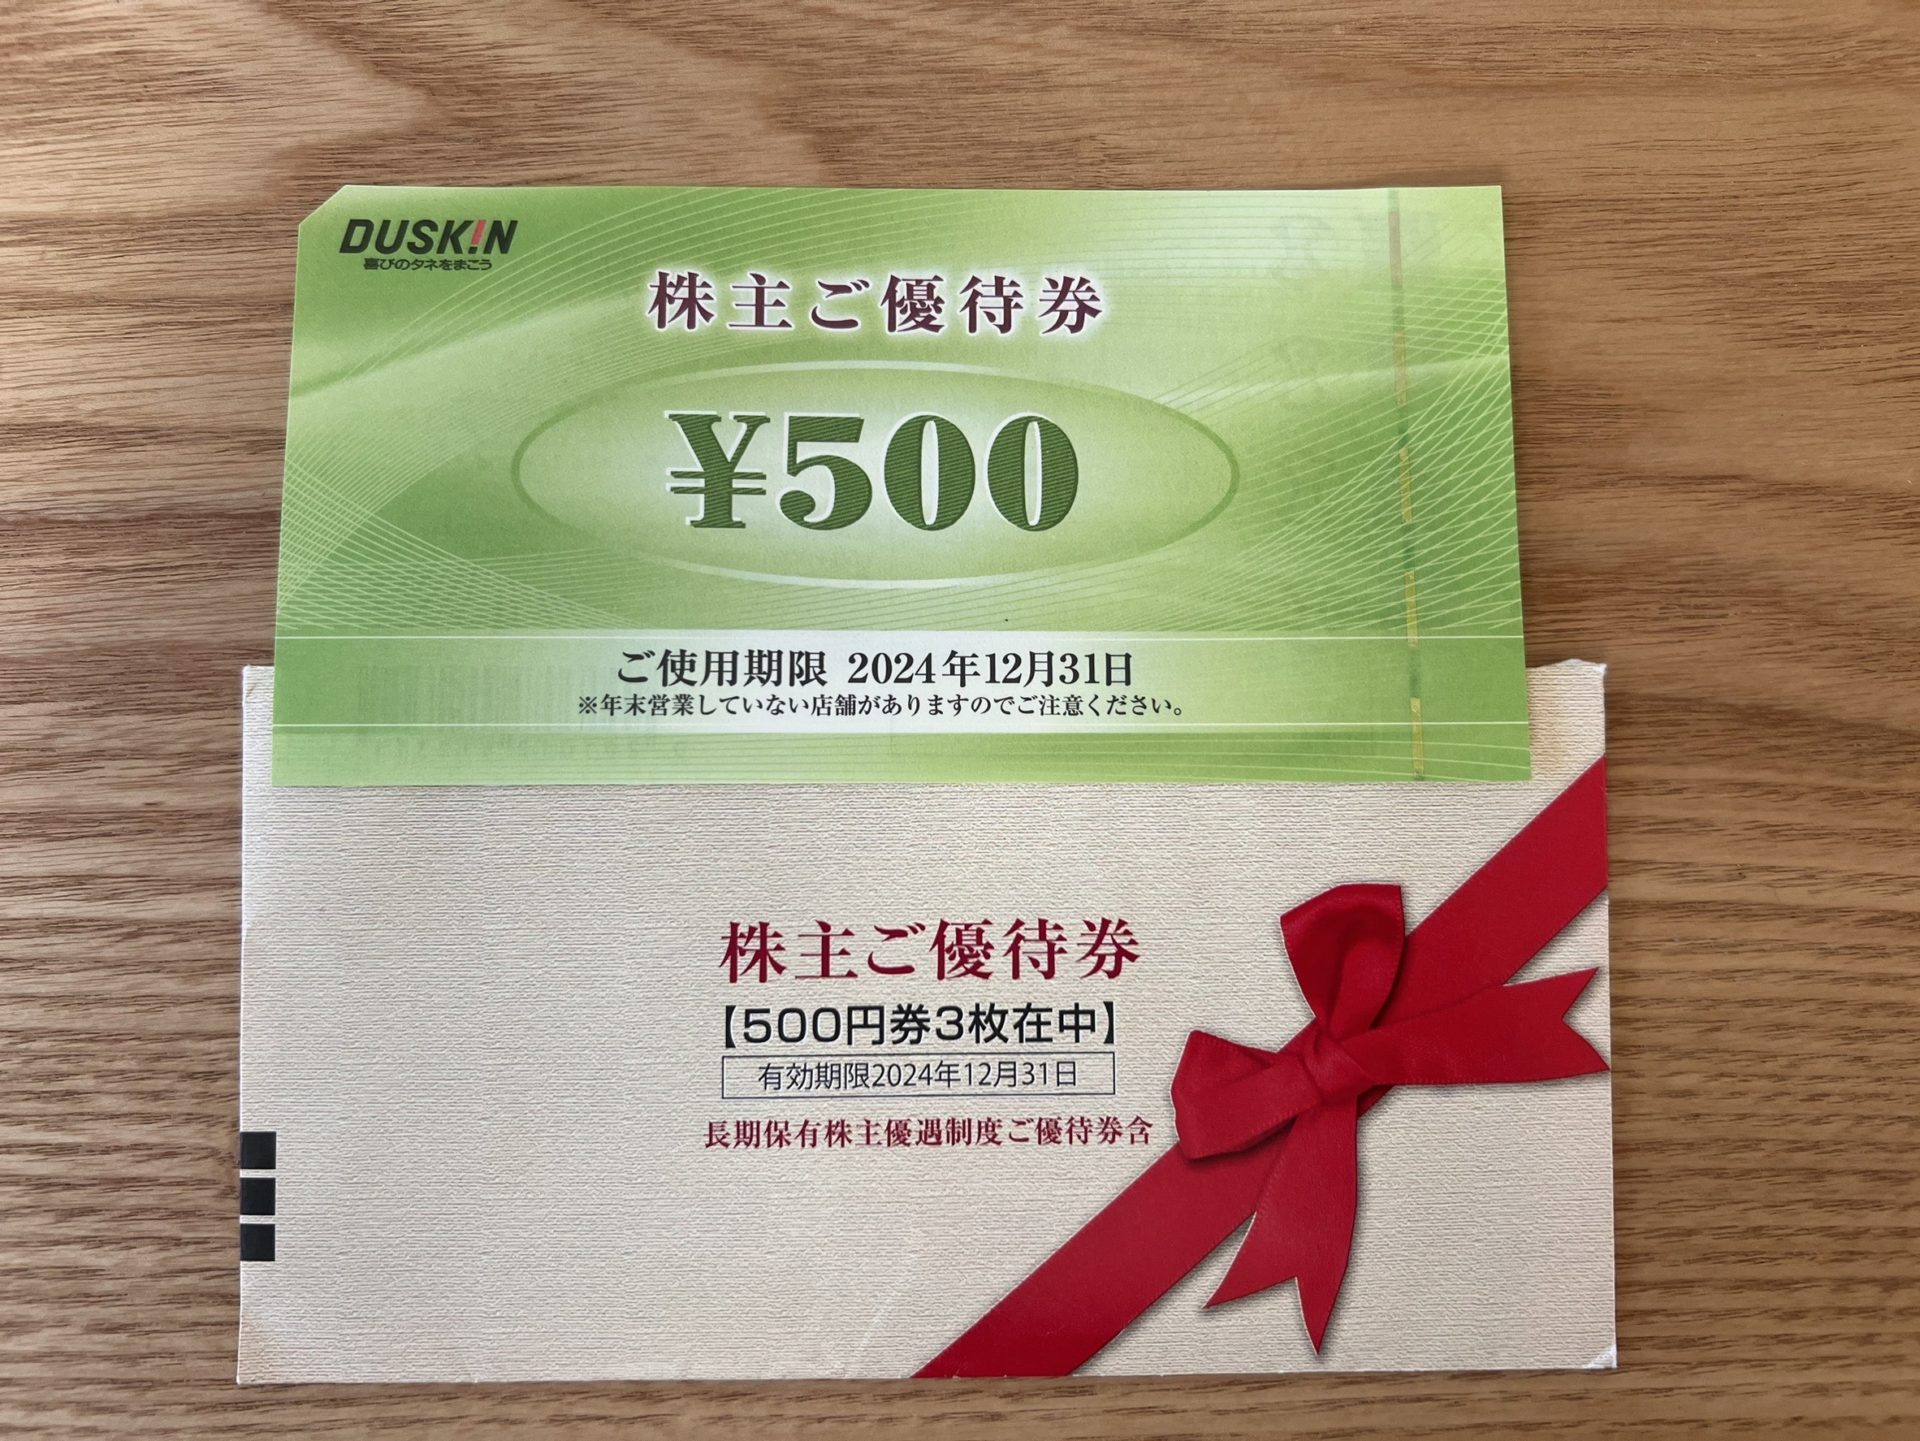 DUSKIN
喜びのタネをまこう
株主ご優待券
¥500
ご使用期限 2024年12月31日
※年末営業していない店舗がありますのでご注意ください。
株主ご優待券
【500円券3枚在中】
有効期限2024年12月31日
長期保有株主優遇制度ご優待券含